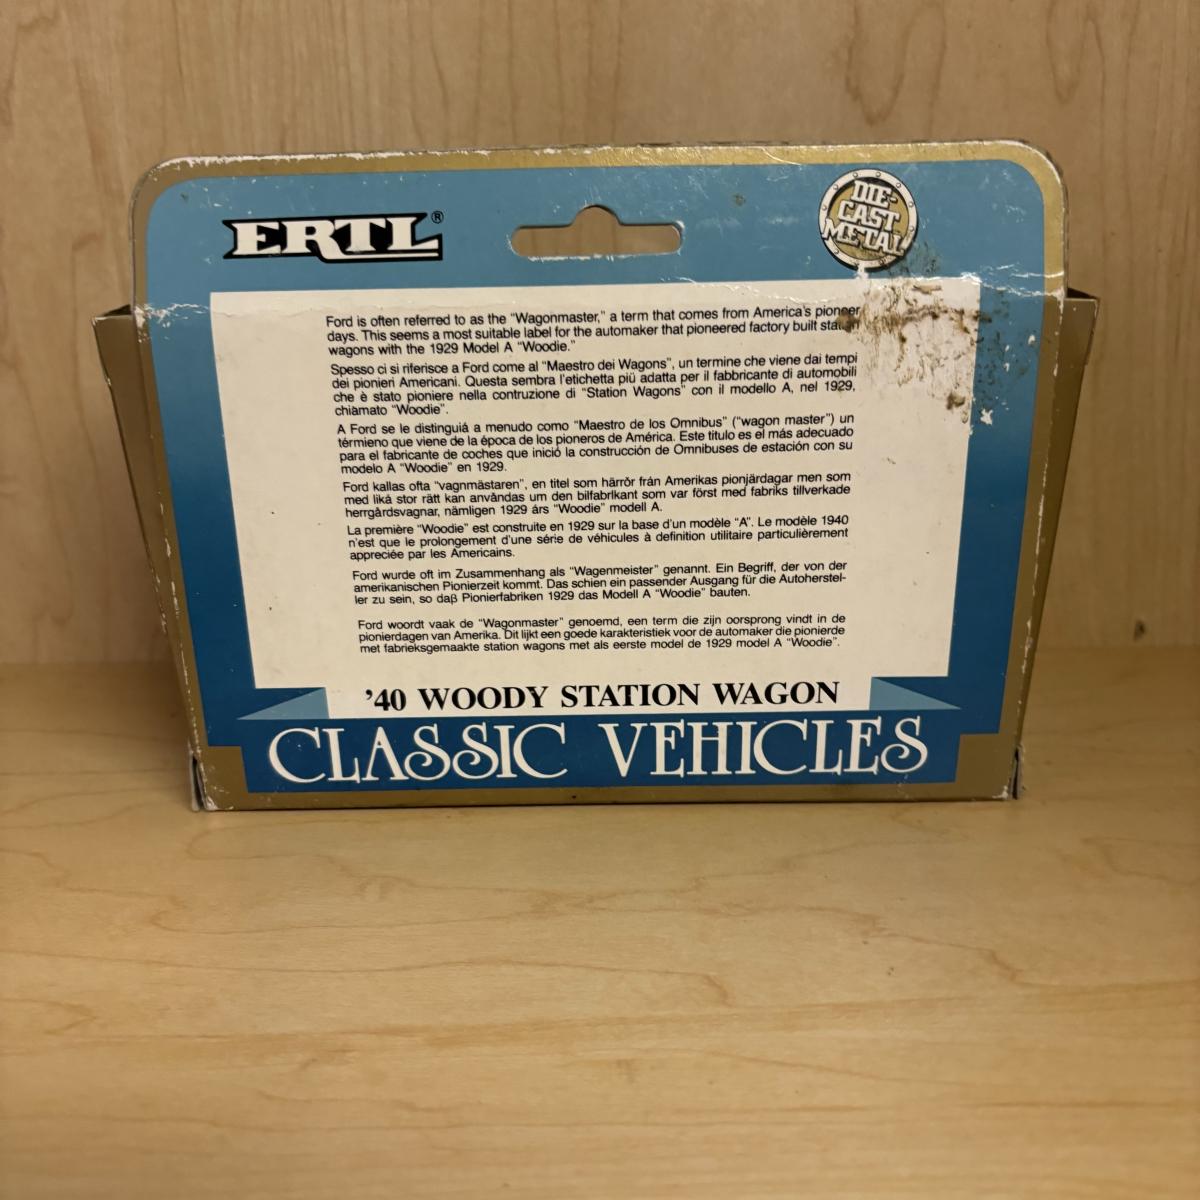 ERTL®
DIE-
CAST
METAL
Ford is often referred to as the "Wagonmaster," a term that comes from America's pioneer
days. This seems a most suitable label for the automaker that pioneered factory built station
wagons with the 1929 Model A "Woodie."
Spesso ci si riferisce a Ford come al "Maestro dei Wagons", un termine che viene dai tempi
dei pionieri Americani. Questa sembra l'etichetta più adatta per il fabbricante di automobili
che è stato pioniere nella contruzione di "Station Wagons" con il modello A, nel 1929,
chiamato "Woodie".
A Ford se le distinguiá a menudo como "Maestro de los Omnibus" ("wagon master") un
térmieno que viene de la época de los pioneros de América. Este titulo es el más adecuado
para el fabricante de coches que inició la construcción de Omnibuses de estación con su
modelo A "Woodie" en 1929.
Ford kallas ofta "vagnmästaren", en titel som härrör från Amerikas pionjärdagar men som
med likå stor rätt kan användas um den bilfabrlkant som var först med fabriks tillverkade
herrgårdsvagnar, nämligen 1929 års "Woodie" modell A.
La première "Woodie" est construite en 1929 sur la base d'un modèle "A". Le modèle 1940
n'est que le prolongement d'une série de véhicules à definition utilitaire particulièrement
appreciée par les Americains.
Ford wurde oft im Zusammenhang als "Wagenmeister" genannt. Ein Begriff, der von der
amerikanischen Pionierzeit kommt. Das schien ein passender Ausgang für die Autoherstel-
ler zu sein, so daß Pionierfabriken 1929 das Modell A "Woodie" bauten.
Ford woordt vaak de "Wagonmaster" genoemd, een term die zijn oorsprong vindt in de
pionierdagen van Amerika. Dit lijkt een goede karakteristiek voor de automaker die pionierde
met fabrieksgemaakte station wagons met als eerste model de 1929 model A "Woodie".
'40 WOODY STATION WAGON
CLASSIC VEHICLES